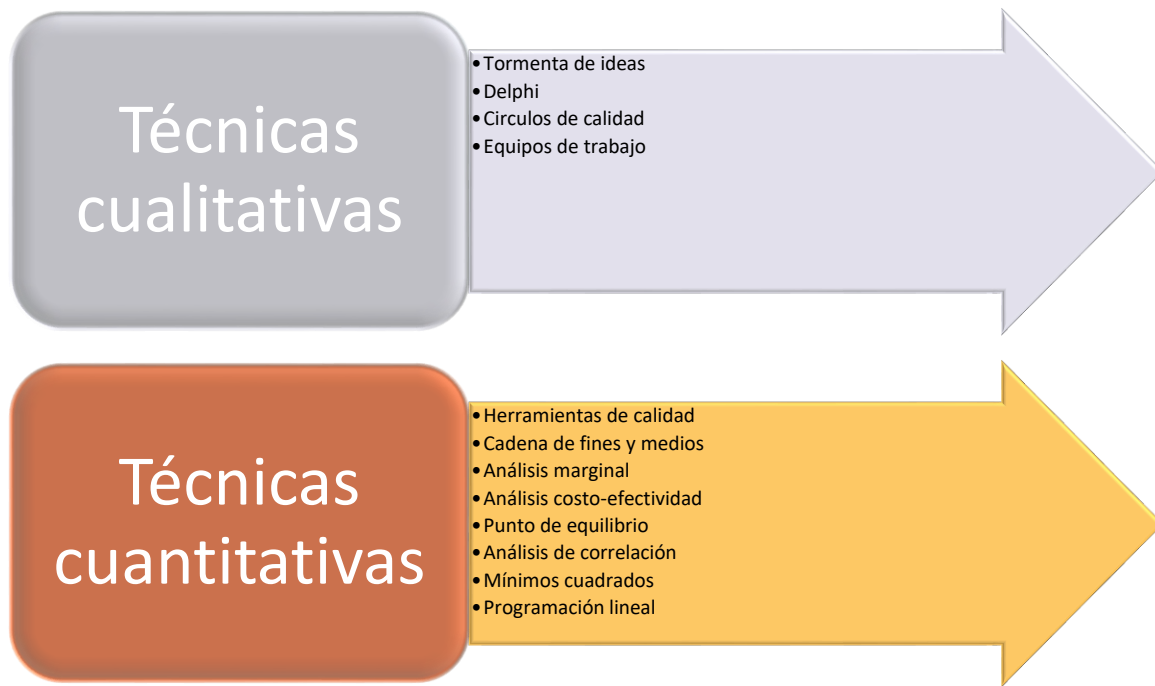 Técnicas
cualitativas
•Tormenta de ideas
•Delphi
•Circulos de calidad
•Equipos de trabajo
Técnicas
cuantitativas
•Herramientas de calidad
•Cadena de fines y medios
•Análisis marginal
•Análisis costo-efectividad
•Punto de equilibrio
•Análisis de correlación
•Mínimos cuadrados
•Programación lineal